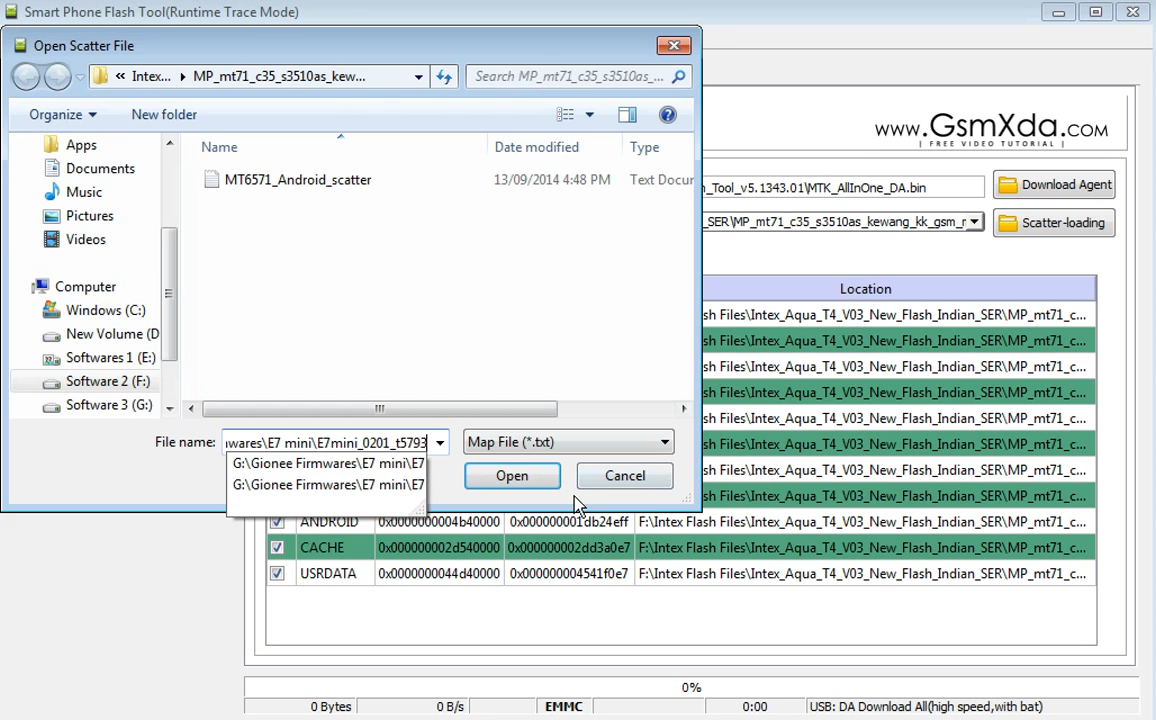 Smart Phone Flash Tool(Runtime Trace Mode)
Open Scatter File
« Intex... ▸ MP_mt71_c35_s3510as_kew...
Search MP_mt71_c35_s3510as_...
Organize
New folder
Name
Date modified
Type
MT6571_Android_scatter
13/09/2014 4:48 PM
Text Docur
Apps
Documents
Music
Pictures
Videos
Computer
Windows (C:)
New Volume (D
Softwares 1 (E:)
Software 2 (F:)
Software 3 (G:)
File name:
wares\E7 mini\E7mini_0201_t5793
Map File (*.txt)
G:\Gionee Firmwares\E7 mini\E7
G:\Gionee Firmwares\E7 mini\E7
Open
Cancel
www.GsmXda.com
| FREE VIDEO TUTORIAL |
_Tool_v5.1343.01\MTK_AllInOne_DA.bin
Download Agent
_SER\MP_mt71_c35_s3510as_kewang_kk_gsm_r
Scatter-loading
Location
sh Files\Intex_Aqua_T4_V03_New_Flash_Indian_SER\MP_mt71_c...
sh Files\Intex_Aqua_T4_V03_New_Flash_Indian_SER\MP_mt71_c...
sh Files\Intex_Aqua_T4_V03_New_Flash_Indian_SER\MP_mt71_c...
sh Files\Intex_Aqua_T4_V03_New_Flash_Indian_SER\MP_mt71_c...
sh Files\Intex_Aqua_T4_V03_New_Flash_Indian_SER\MP_mt71_c...
sh Files\Intex_Aqua_T4_V03_New_Flash_Indian_SER\MP_mt71_c...
sh Files\Intex_Aqua_T4_V03_New_Flash_Indian_SER\MP_mt71_c...
sh Files\Intex_Aqua_T4_V03_New_Flash_Indian_SER\MP_mt71_c...
ANDROID 0x0000000004b40000 0x000000001db24eff F:\Intex Flash Files\Intex_Aqua_T4_V03_New_Flash_Indian_SER\MP_mt71_c...
CACHE 0x000000002d540000 0x000000002dd3a0e7 F:\Intex Flash Files\Intex_Aqua_T4_V03_New_Flash_Indian_SER\MP_mt71_c...
USRDATA 0x0000000044d40000 0x000000004541f0e7 F:\Intex Flash Files\Intex_Aqua_T4_V03_New_Flash_Indian_SER\MP_mt71_c...
0%
0 Bytes 0 B/s EMMC 0:00 USB: DA Download All(high speed,with bat)